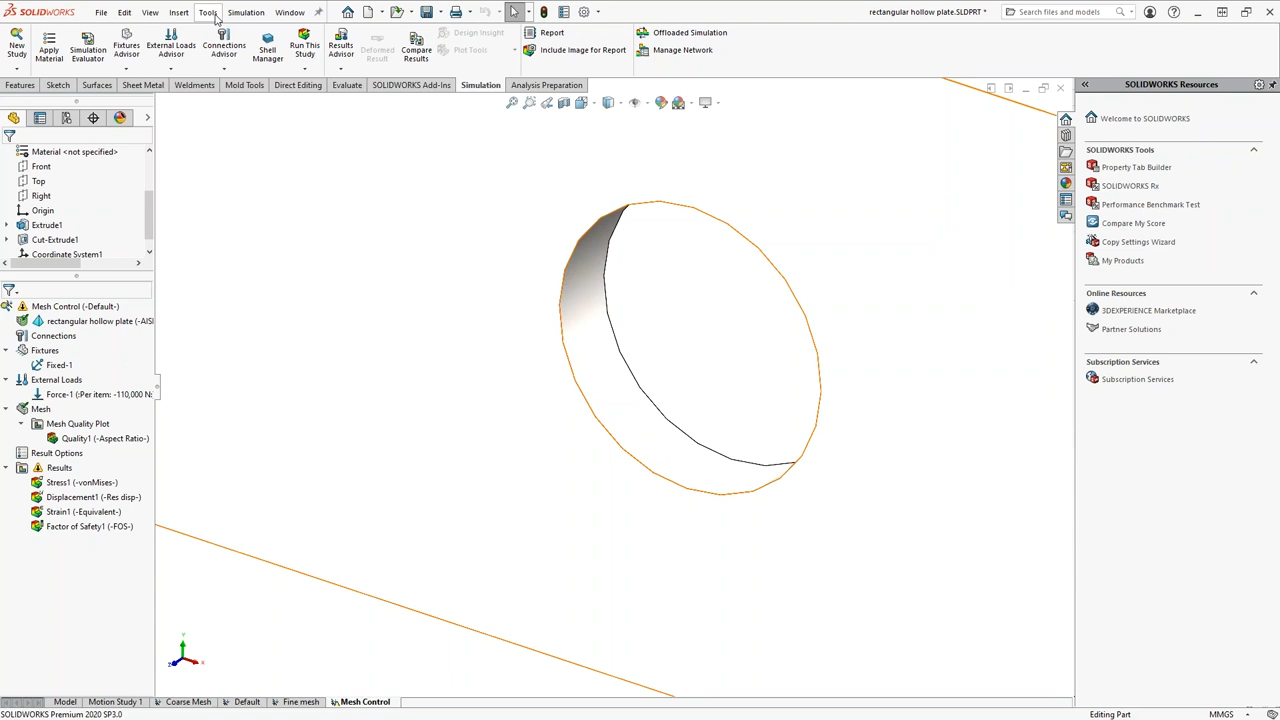 SOLIDWORKS File Edit View Insert Tools Simulation Window rectangular hollow plate.SLDPRT * Search files and models
New Study Apply Material Simulation Evaluator Fixtures Advisor External Loads Advisor Connections Advisor Shell Manager Run This Study Results Advisor Deformed Result Compare Results Design Insight Plot Tools Report Include Image for Report Offloaded Simulation Manage Network
Features Sketch Surfaces Sheet Metal Weldments Mold Tools Direct Editing Evaluate SOLIDWORKS Add-Ins Simulation Analysis Preparation
Material <not specified>
Front
Top
Right
Origin
Extrude1
Cut-Extrude1
Coordinate System1
Mesh Control (-Default-)
rectangular hollow plate (-AISI
Connections
Fixtures
Fixed-1
External Loads
Force-1 (:Per item: -110,000 N:
Mesh
Mesh Quality Plot
Quality1 (-Aspect Ratio-)
Result Options
Results
Stress1 (-vonMises-)
Displacement1 (-Res disp-)
Strain1 (-Equivalent-)
Factor of Safety1 (-FOS-)
Y
X
Z
SOLIDWORKS Resources
Welcome to SOLIDWORKS
SOLIDWORKS Tools
Property Tab Builder
SOLIDWORKS Rx
Performance Benchmark Test
Compare My Score
Copy Settings Wizard
My Products
Online Resources
3DEXPERIENCE Marketplace
Partner Solutions
Subscription Services
Subscription Services
Model Motion Study 1 Coarse Mesh Default Fine mesh Mesh Control
SOLIDWORKS Premium 2020 SP3.0 Editing Part MMGS